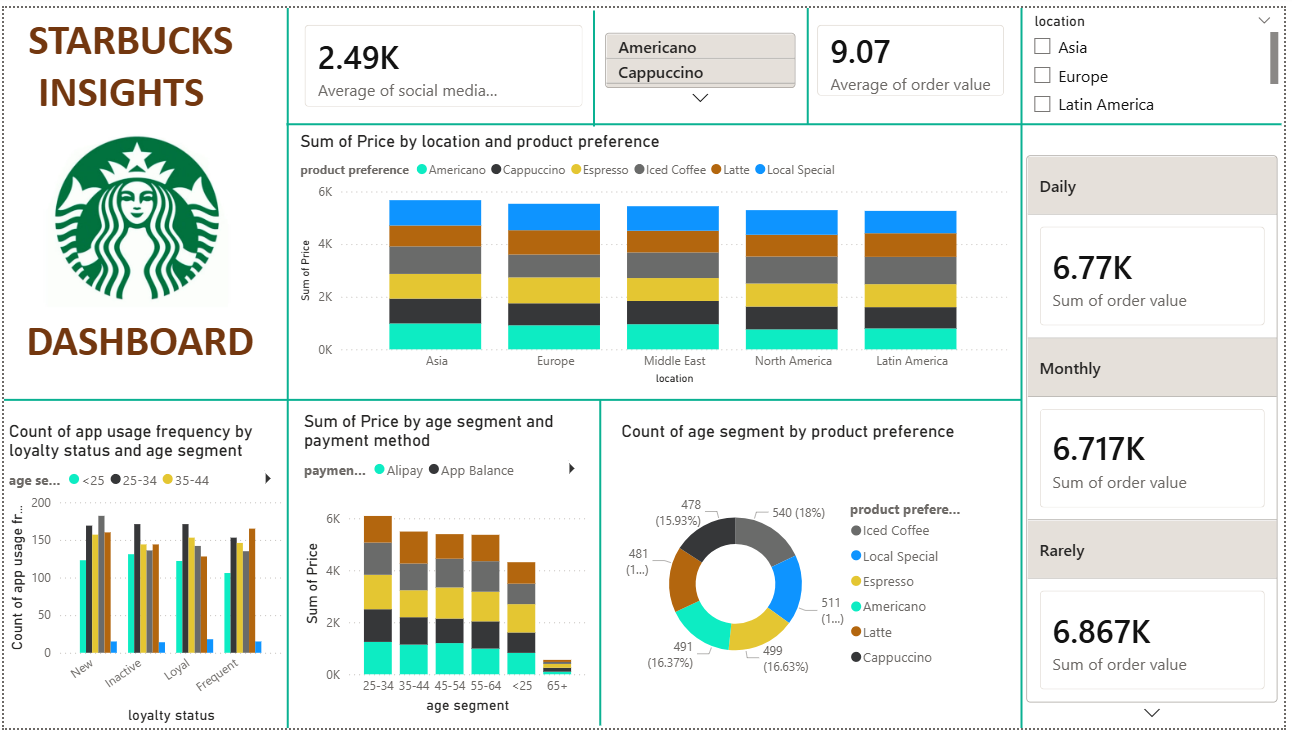 STARBUCKS
INSIGHTS
DASHBOARD
2.49K
Average of social media...
Americano
Cappuccino
9.07
Average of order value
location
Asia
Europe
Latin America
Sum of Price by location and product preference
product preference Americano Cappuccino Espresso Iced Coffee Latte Local Special
Sum of Price
6K
4K
2K
0K
Asia Europe Middle East North America Latin America
location
Daily
6.77K
Sum of order value
Monthly
6.717K
Sum of order value
Rarely
6.867K
Sum of order value
Count of app usage frequency by
loyalty status and age segment
age se... <25 25-34 35-44
Count of app usage fr...
200
150
100
50
0
New Inactive Loyal Frequent
loyalty status
Sum of Price by age segment and
payment method
paymen... Alipay App Balance
Sum of Price
6K
4K
2K
0K
25-34 35-44 45-54 55-64 <25 65+
age segment
Count of age segment by product preference
478
(15.93%)
540 (18%)
481
(1...)
511
(1...)
491
(16.37%)
499
(16.63%)
product prefere...
Iced Coffee
Local Special
Espresso
Americano
Latte
Cappuccino